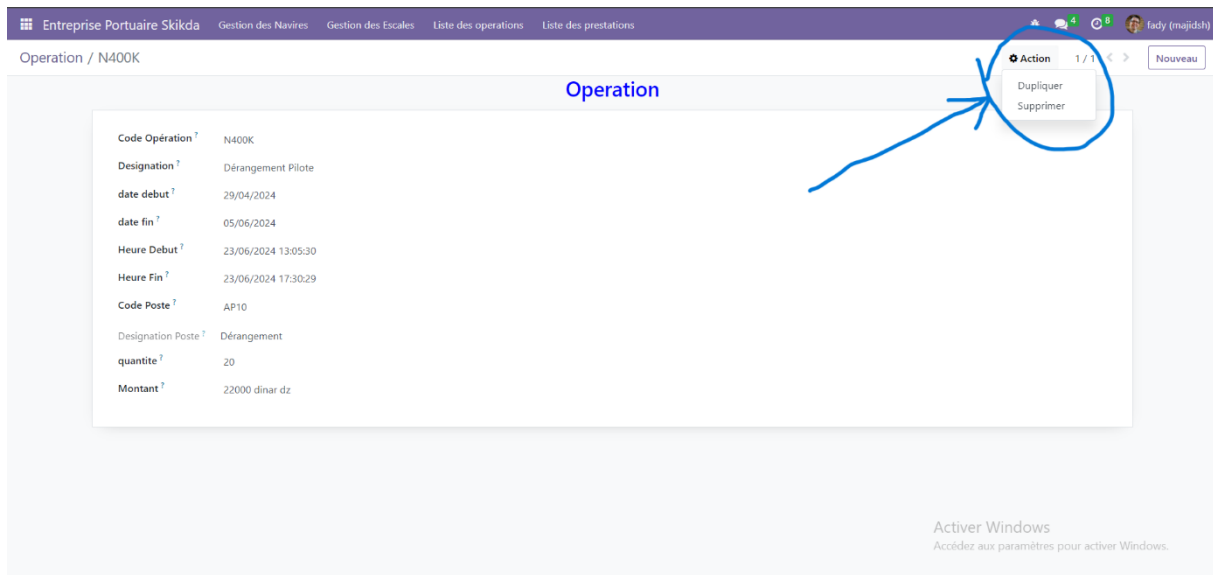 Entreprise Portuaire Skikda Gestion des Navires Gestion des Escales Liste des operations Liste des prestations 4 8 fady (majidsh)
Operation / N400K Action 1 / 1 Nouveau
Dupliquer
Supprimer
Operation
Code Opération ? N400K
Designation ? Dérangement Pilote
date debut ? 29/04/2024
date fin ? 05/06/2024
Heure Debut ? 23/06/2024 13:05:30
Heure Fin ? 23/06/2024 17:30:29
Code Poste ? AP10
Designation Poste ? Dérangement
quantite ? 20
Montant ? 22000 dinar dz
Activer Windows
Accédez aux paramètres pour activer Windows.